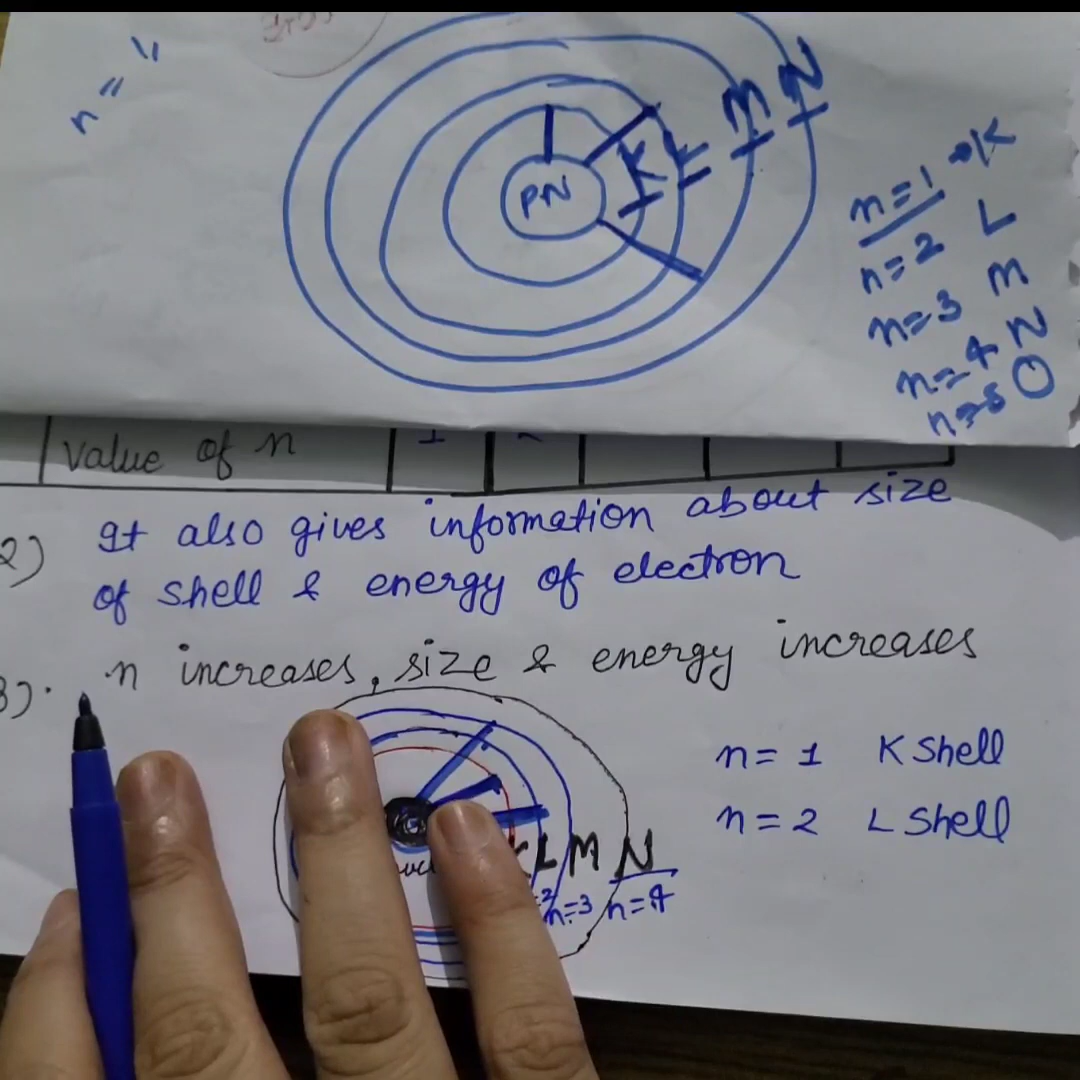 n = "
PN
K L M N
n=1 → K
n=2 L
n=3 M
n=4 N
n=5 O
value of n 1
2) It also gives information about size
of shell & energy of electron
3). n increases, size & energy increases
n = 1 K Shell
n = 2 L Shell
L M N
n=3 n=4